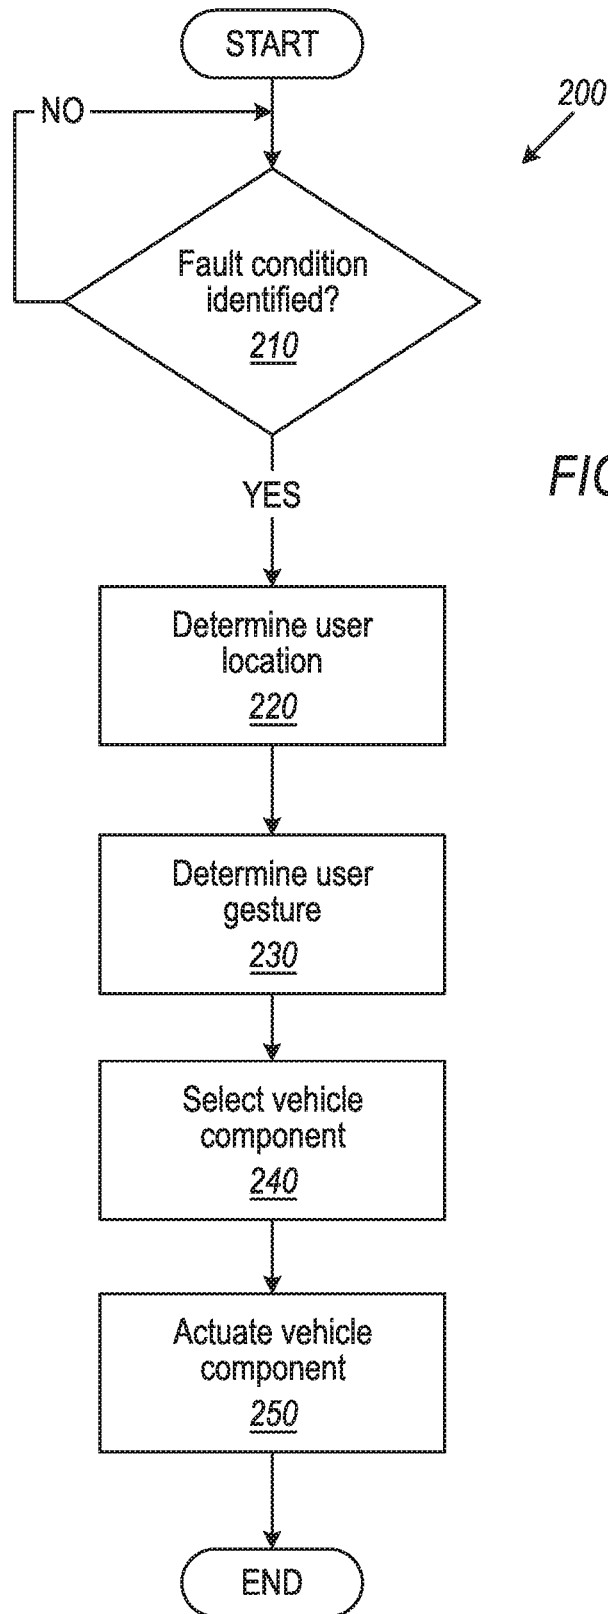 START
NO
200
Fault condition
identified?
210
YES
Determine user
location
220
Determine user
gesture
230
Select vehicle
component
240
Actuate vehicle
component
250
END